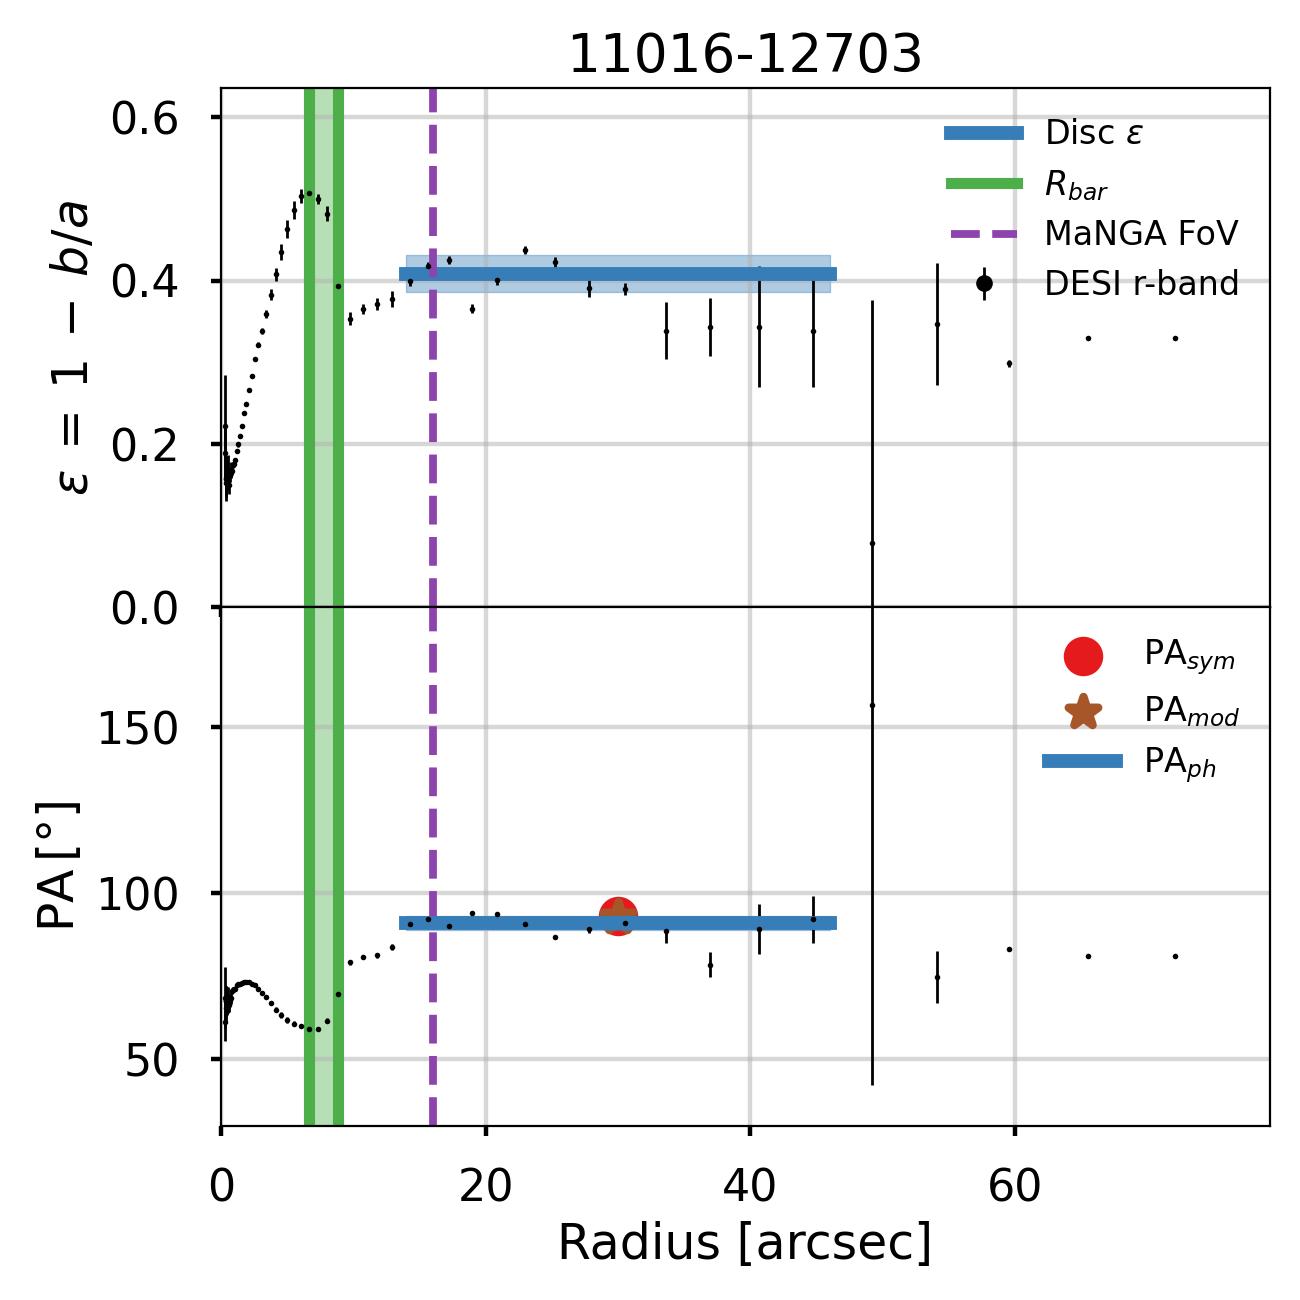 11016-12703
ε = 1 − b/a
0.6
0.4
0.2
0.0
Disc ε
R_bar
MaNGA FoV
DESI r-band
PA [°]
150
100
50
PA_sym
PA_mod
PA_ph
0
20
40
60
Radius [arcsec]